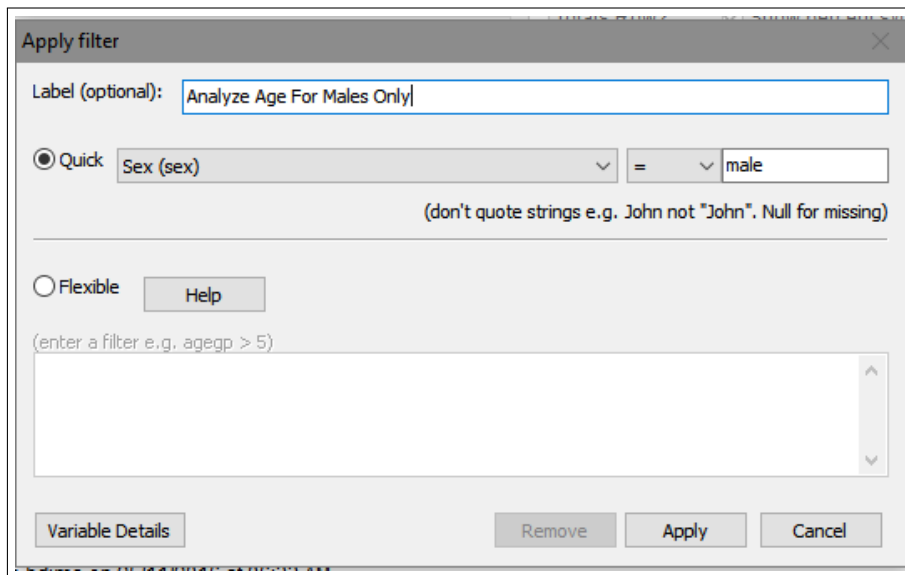 Apply filter
Label (optional): Analyze Age For Males Only
Quick Sex (sex) = male
(don't quote strings e.g. John not "John". Null for missing)
Flexible Help
(enter a filter e.g. agegp > 5)
Variable Details Remove Apply Cancel